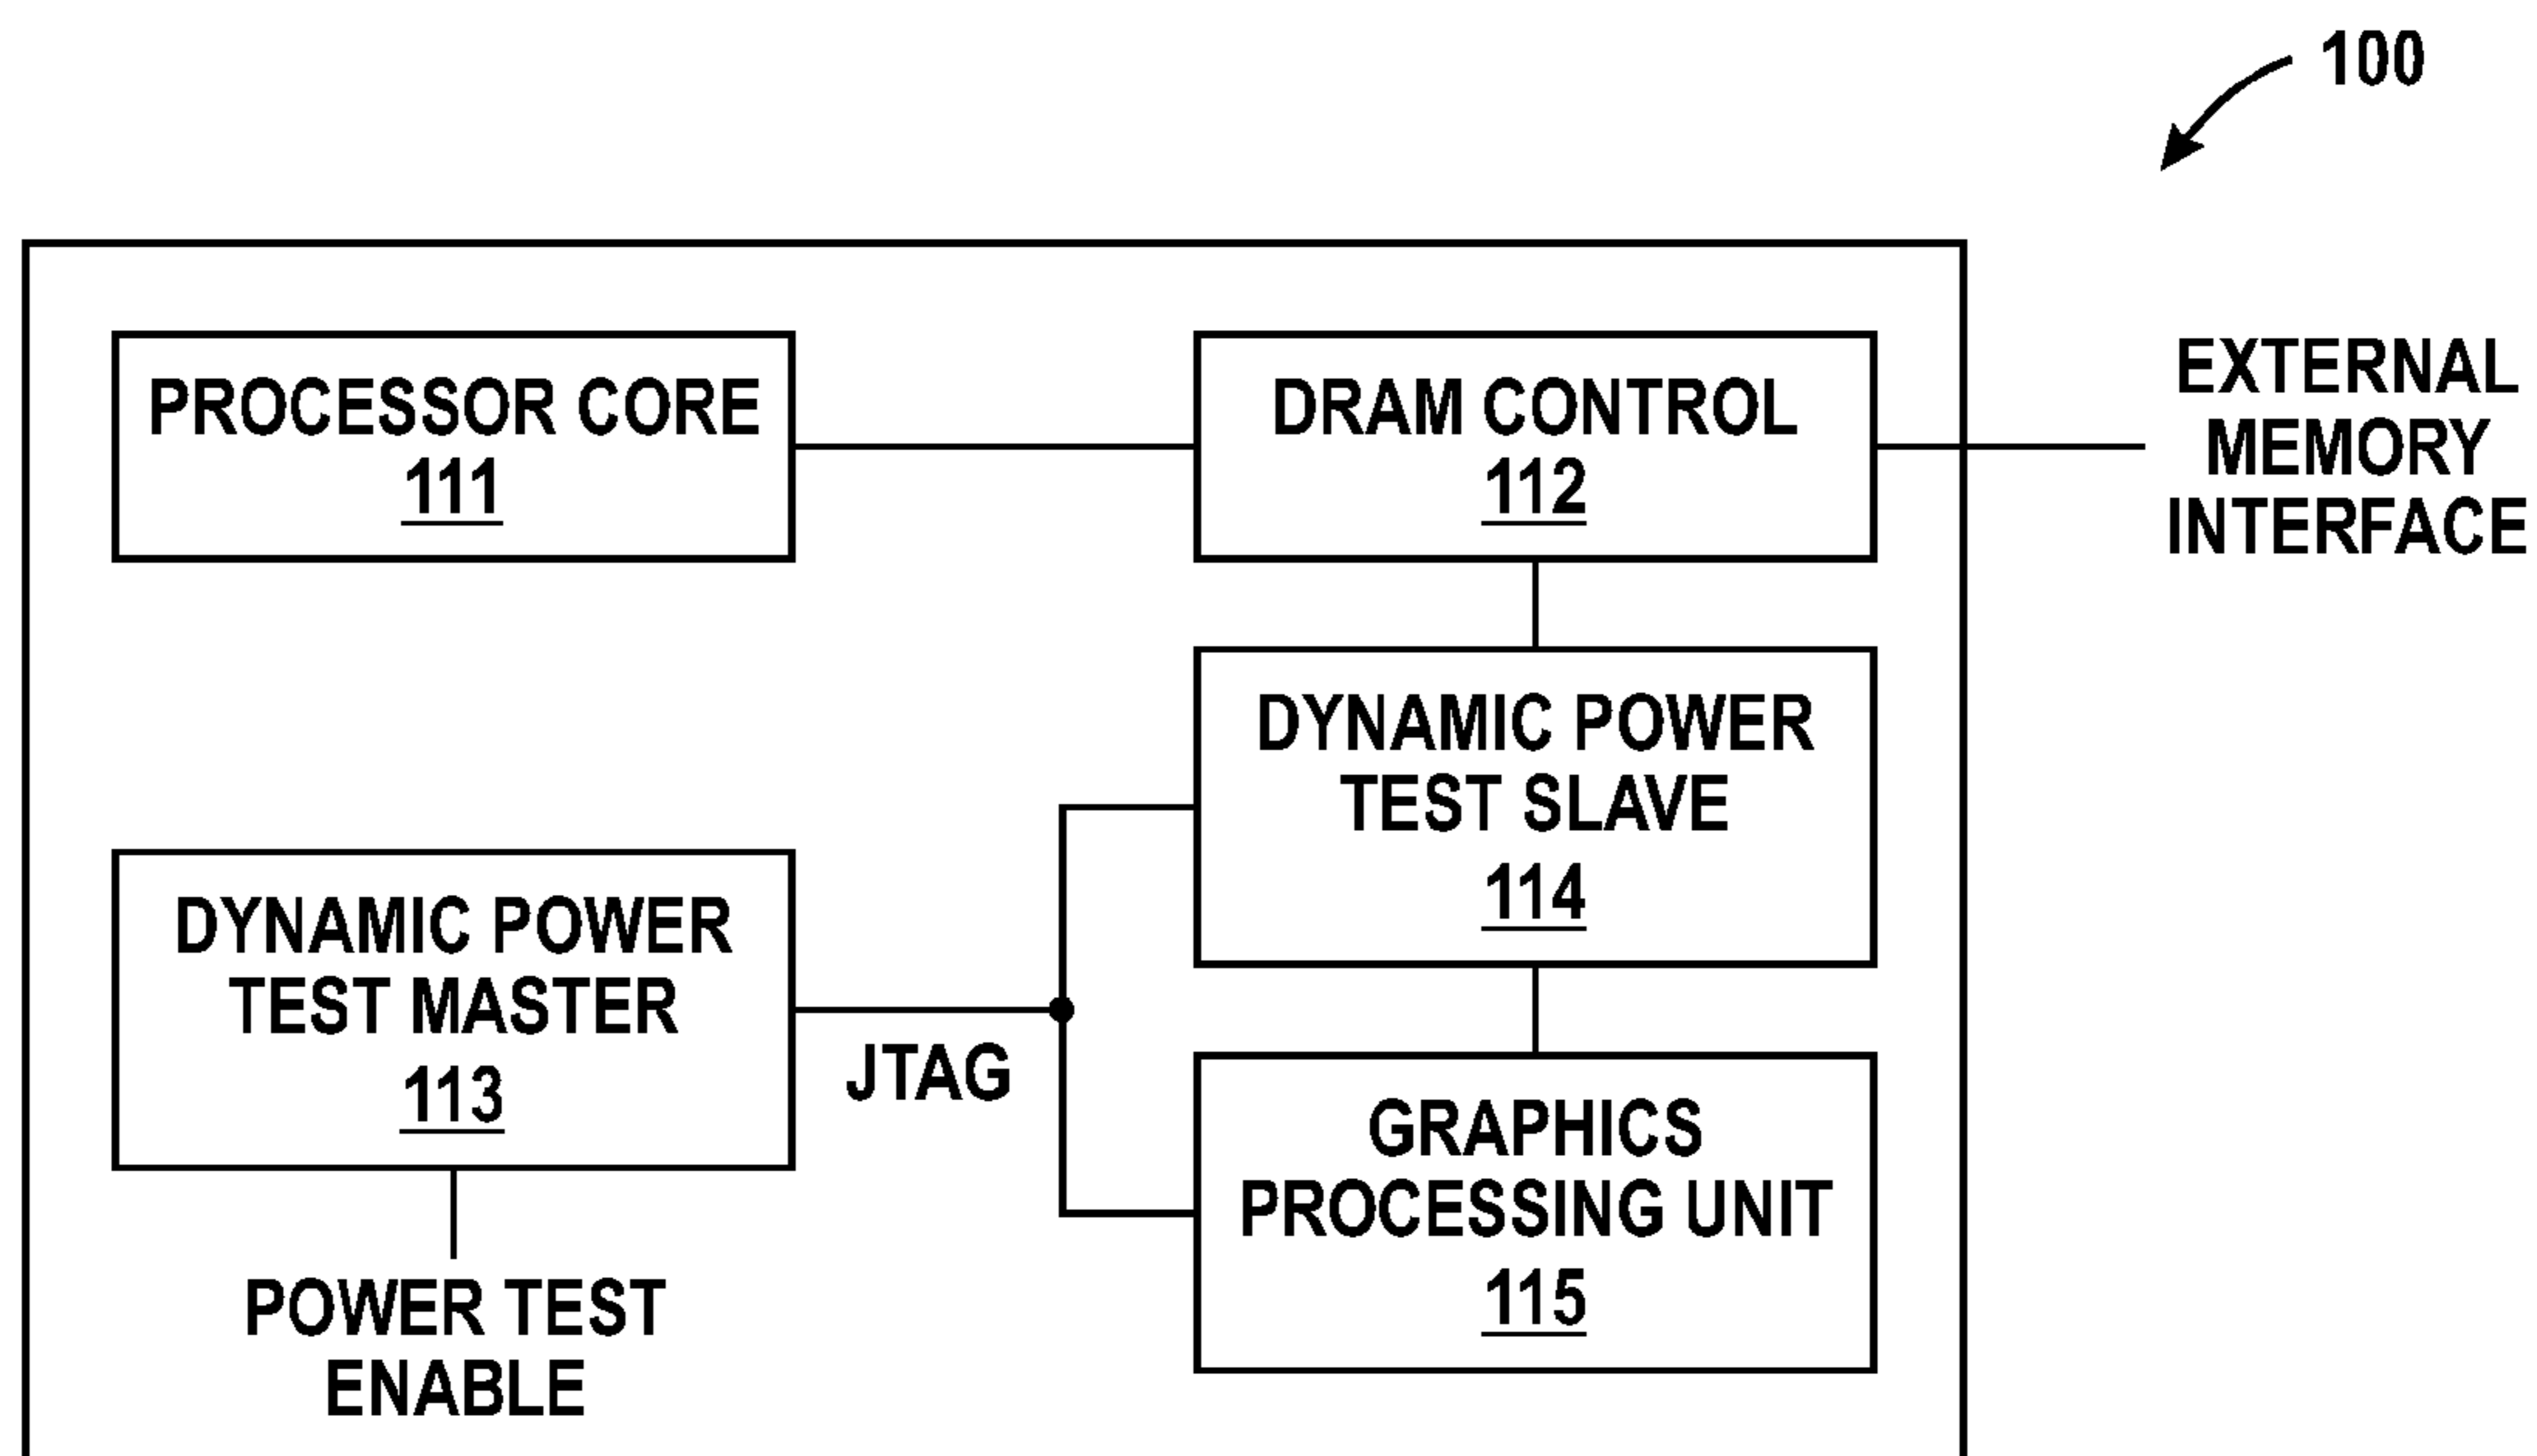 100
PROCESSOR CORE
111
DRAM CONTROL
112
EXTERNAL
MEMORY
INTERFACE
DYNAMIC POWER
TEST SLAVE
114
DYNAMIC POWER
TEST MASTER
113
JTAG
GRAPHICS
PROCESSING UNIT
115
POWER TEST
ENABLE